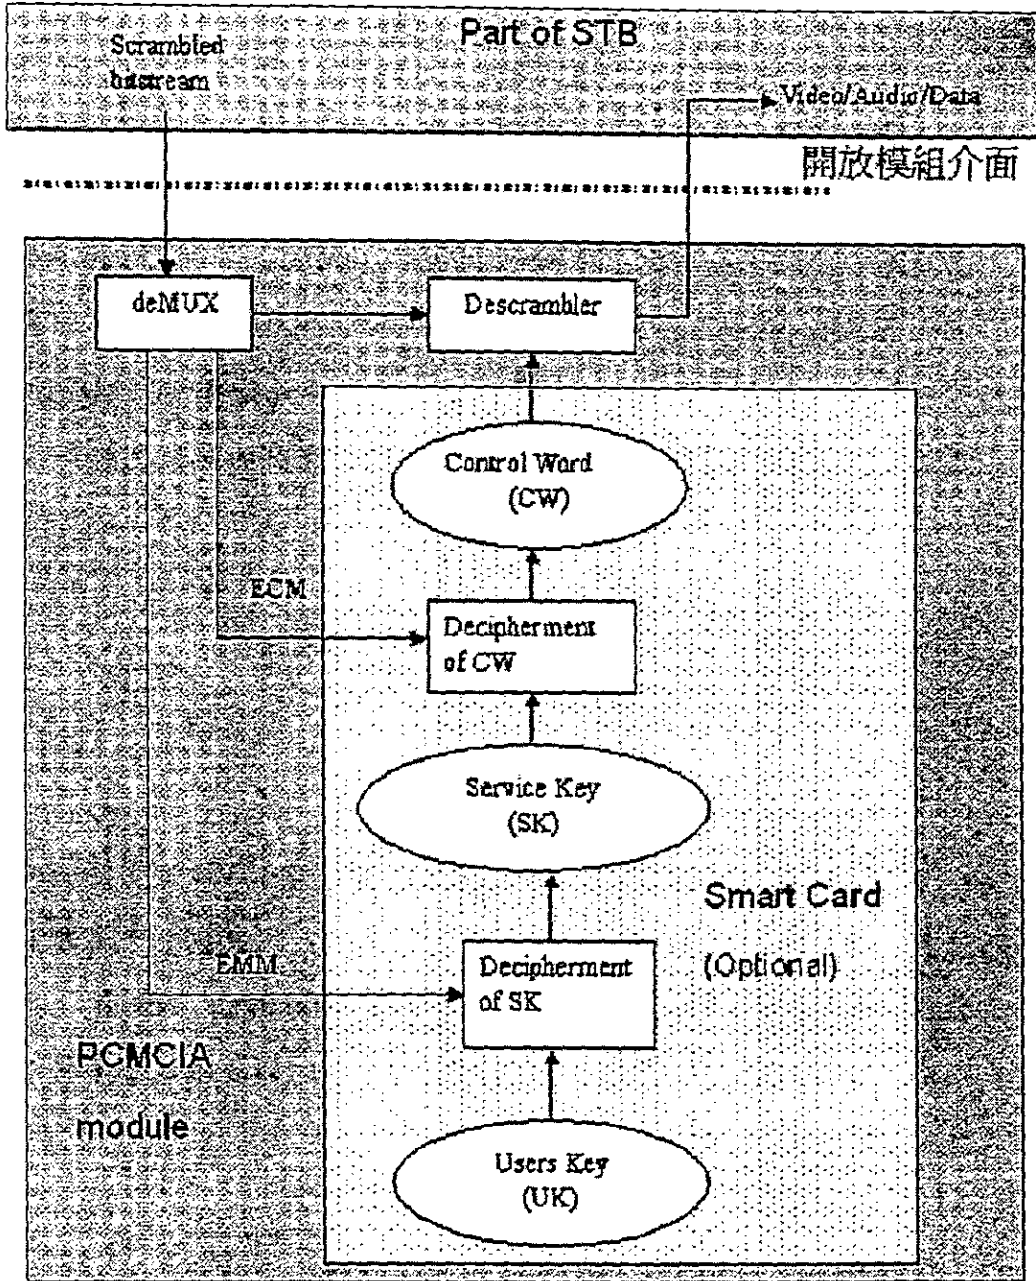 Part of STB
Scrambled
bitstream
Video/Audio/Data
開放模組介面
deMUX
Descrambler
Control Word
(CW)
ECM
Decipherment
of CW
Service Key
(SK)
Smart Card
(Optional)
EMM
Decipherment
of SK
PCMCIA
module
Users Key
(UK)